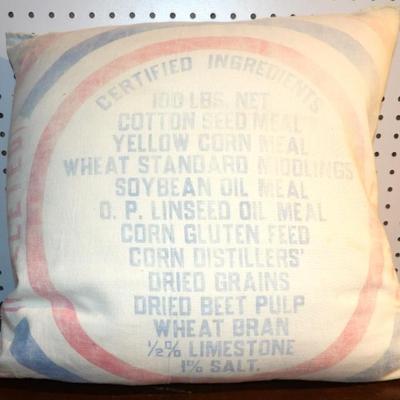 CERTIFIED INGREDIENTS
100 LBS. NET
COTTON SEED MEAL
YELLOW CORN MEAL
WHEAT STANDARD MIDDLINGS
SOYBEAN OIL MEAL
O. P. LINSEED OIL MEAL
CORN GLUTEN FEED
CORN DISTILLERS'
DRIED GRAINS
DRIED BEET PULP
WHEAT BRAN
½% LIMESTONE
1% SALT.